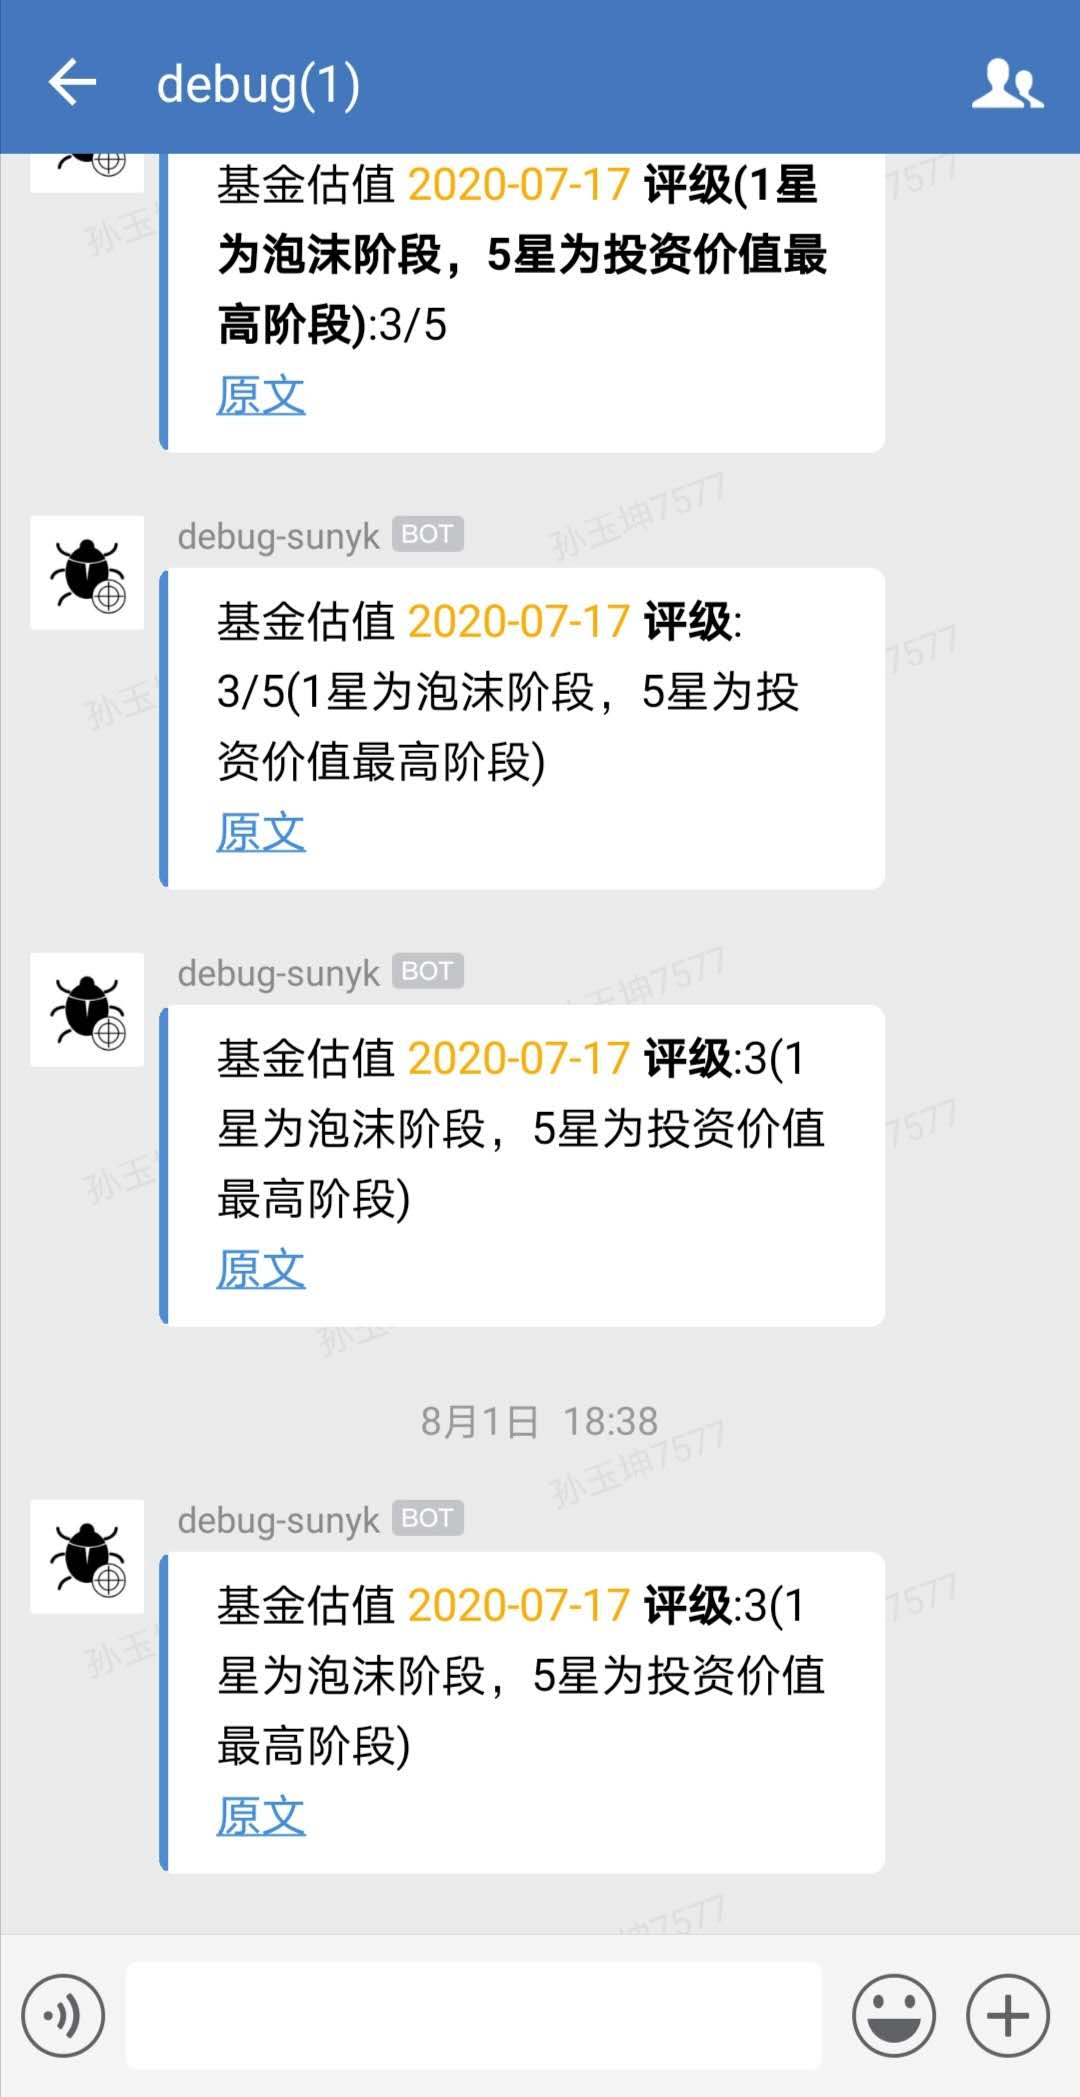 debug(1)
基金估值 2020-07-17 评级(1星
为泡沫阶段，5星为投资价值最
高阶段):3/5
原文
debug-sunyk BOT
基金估值 2020-07-17 评级:
3/5(1星为泡沫阶段，5星为投
资价值最高阶段)
原文
debug-sunyk BOT
基金估值 2020-07-17 评级:3(1
星为泡沫阶段，5星为投资价值
最高阶段)
原文
8月1日 18:38
debug-sunyk BOT
基金估值 2020-07-17 评级:3(1
星为泡沫阶段，5星为投资价值
最高阶段)
原文
孙玉坤7577
孙玉坤7577